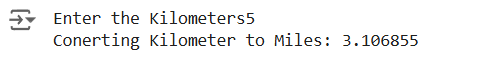 Enter the Kilometers5
Conerting Kilometer to Miles: 3.106855